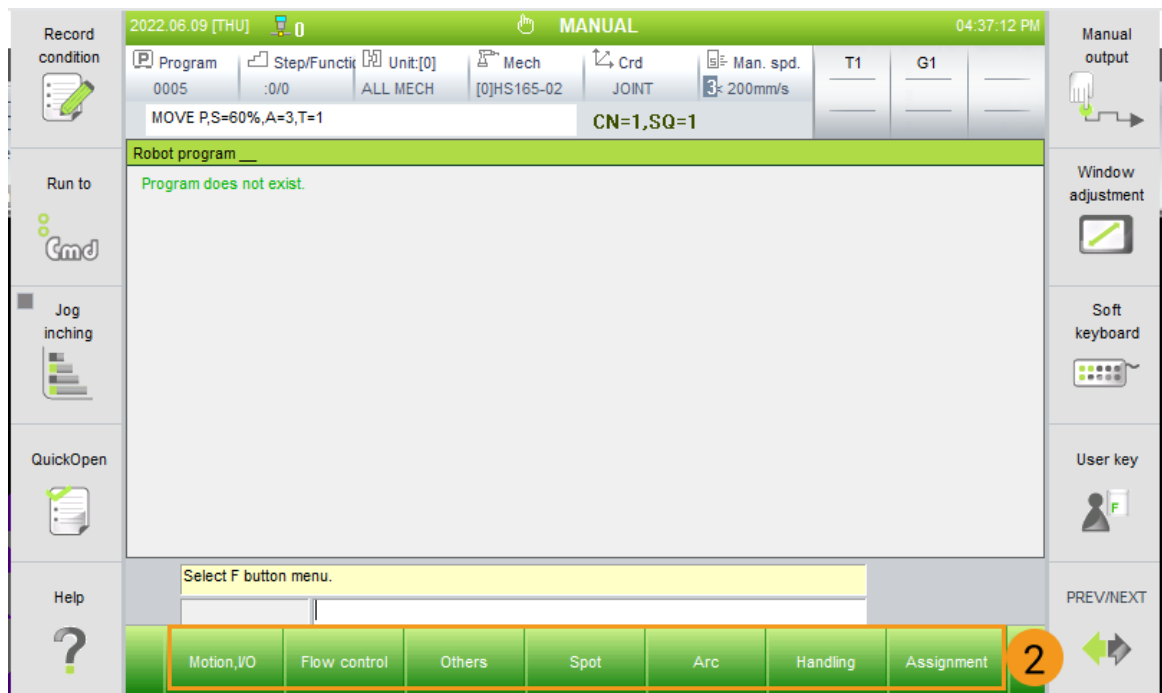 Record
condition
Run to
Cmd
Jog
inching
QuickOpen
Help
2022.06.09 [THU] 0 MANUAL 04:37:12 PM
P Program Step/Functic Unit:[0] Mech Crd Man. spd. T1 G1
0005 :0/0 ALL MECH [0]HS165-02 JOINT 3< 200mm/s
MOVE P,S=60%,A=3,T=1 CN=1,SQ=1
Robot program __
Program does not exist.
Select F button menu.
Motion,I/O Flow control Others Spot Arc Handling Assignment 2
Manual
output
Window
adjustment
Soft
keyboard
User key
F
PREV/NEXT